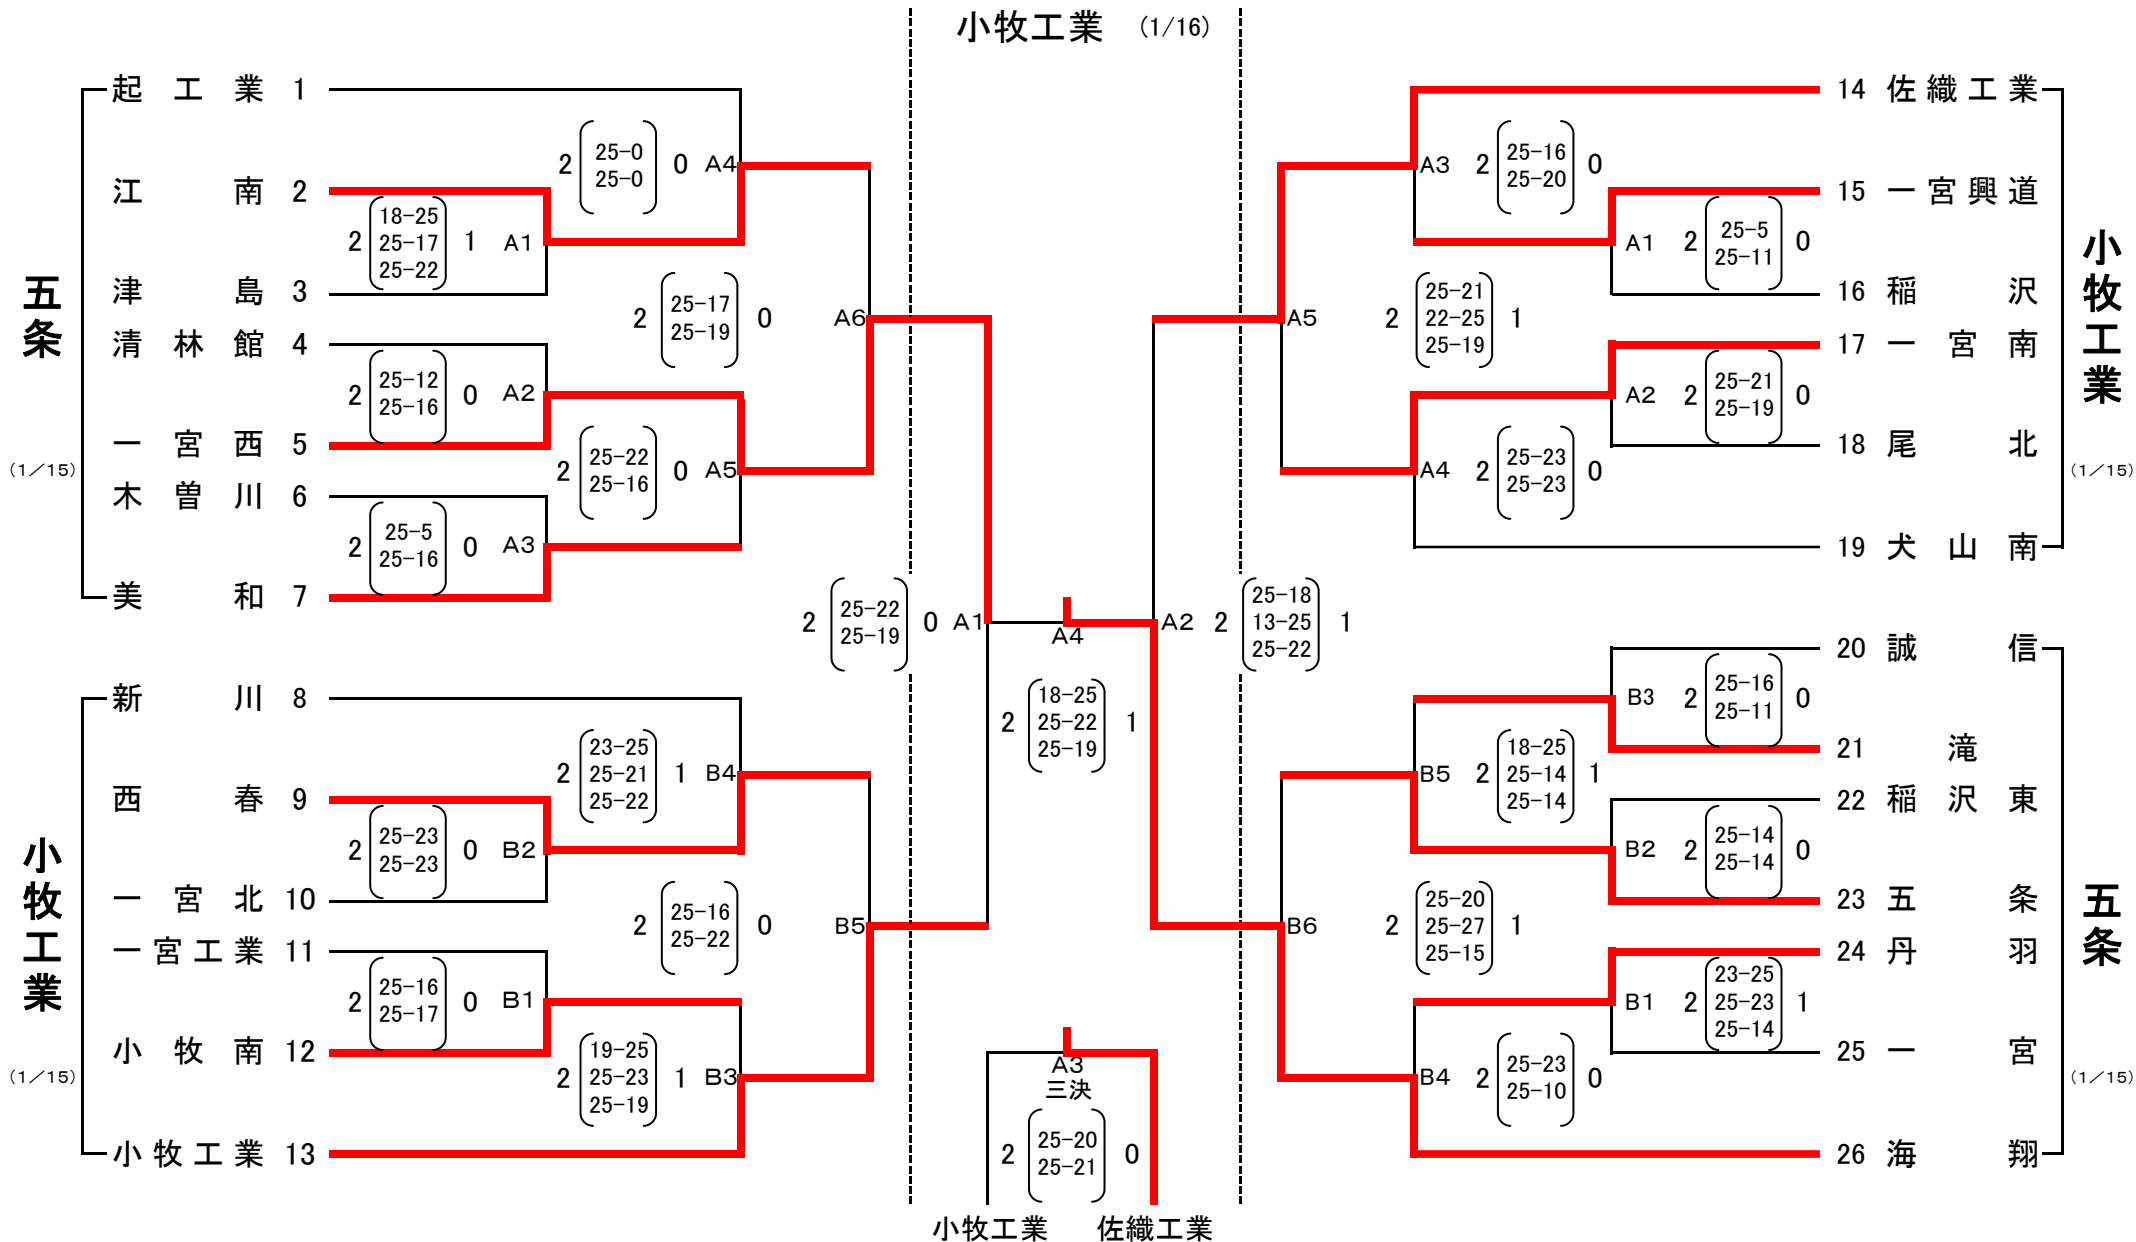 小牧工業 (1/16)
五条
(1/15)
起工業 1
江南 2
津島 3
清林館 4
一宮西 5
木曽川 6
美和 7
2 25-0 25-0 0 A4
2 18-25 25-17 25-22 1 A1
2 25-17 25-19 0 A6
2 25-12 25-16 0 A2
2 25-22 25-16 0 A5
2 25-5 25-16 0 A3
小牧工業
(1/15)
新川 8
西春 9
一宮北 10
一宮工業 11
小牧南 12
小牧工業 13
2 23-25 25-21 25-22 1 B4
2 25-23 25-23 0 B2
2 25-16 25-22 0 B5
2 25-16 25-17 0 B1
2 19-25 25-23 25-19 1 B3
2 25-22 25-19 0 A1
A4
2 18-25 25-22 25-19 1
A2 2 25-18 13-25 25-22 1
A3
三決
2 25-20 25-21 0
小牧工業 佐織工業
小牧工業
(1/15)
14 佐織工業
15 一宮興道
16 稲沢
17 一宮南
18 尾北
19 犬山南
A3 2 25-16 25-20 0
A1 2 25-5 25-11 0
A5 2 25-21 22-25 25-19 1
A2 2 25-21 25-19 0
A4 2 25-23 25-23 0
五条
(1/15)
20 誠信
21 滝
22 稲沢東
23 五条
24 丹羽
25 一宮
26 海翔
B3 2 25-16 25-11 0
B5 2 18-25 25-14 25-14 1
B2 2 25-14 25-14 0
B6 2 25-20 25-27 25-15 1
B1 2 23-25 25-23 25-14 1
B4 2 25-23 25-10 0